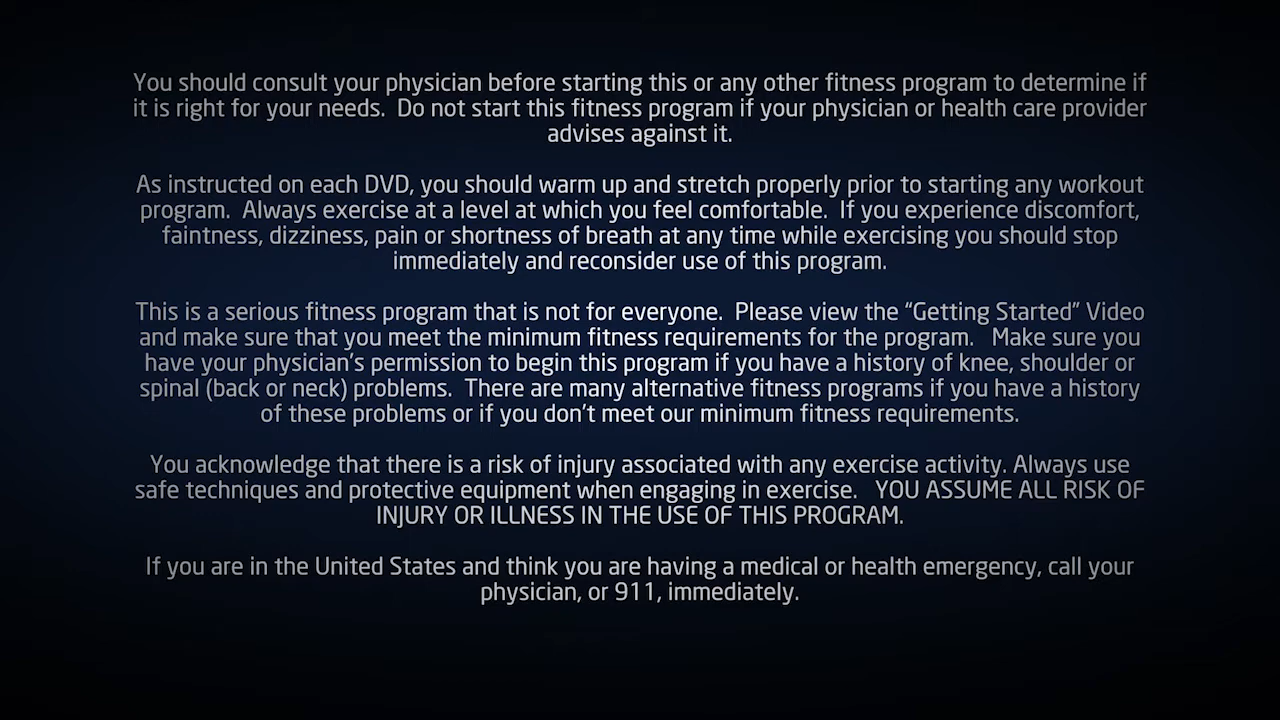 You should consult your physician before starting this or any other fitness program to determine if
it is right for your needs.  Do not start this fitness program if your physician or health care provider
advises against it.
As instructed on each DVD, you should warm up and stretch properly prior to starting any workout
program.  Always exercise at a level at which you feel comfortable.  If you experience discomfort,
faintness, dizziness, pain or shortness of breath at any time while exercising you should stop
immediately and reconsider use of this program.
This is a serious fitness program that is not for everyone.  Please view the “Getting Started” Video
and make sure that you meet the minimum fitness requirements for the program.   Make sure you
have your physician’s permission to begin this program if you have a history of knee, shoulder or
spinal (back or neck) problems.  There are many alternative fitness programs if you have a history
of these problems or if you don’t meet our minimum fitness requirements.
You acknowledge that there is a risk of injury associated with any exercise activity. Always use
safe techniques and protective equipment when engaging in exercise.   YOU ASSUME ALL RISK OF
INJURY OR ILLNESS IN THE USE OF THIS PROGRAM.
If you are in the United States and think you are having a medical or health emergency, call your
physician, or 911, immediately.